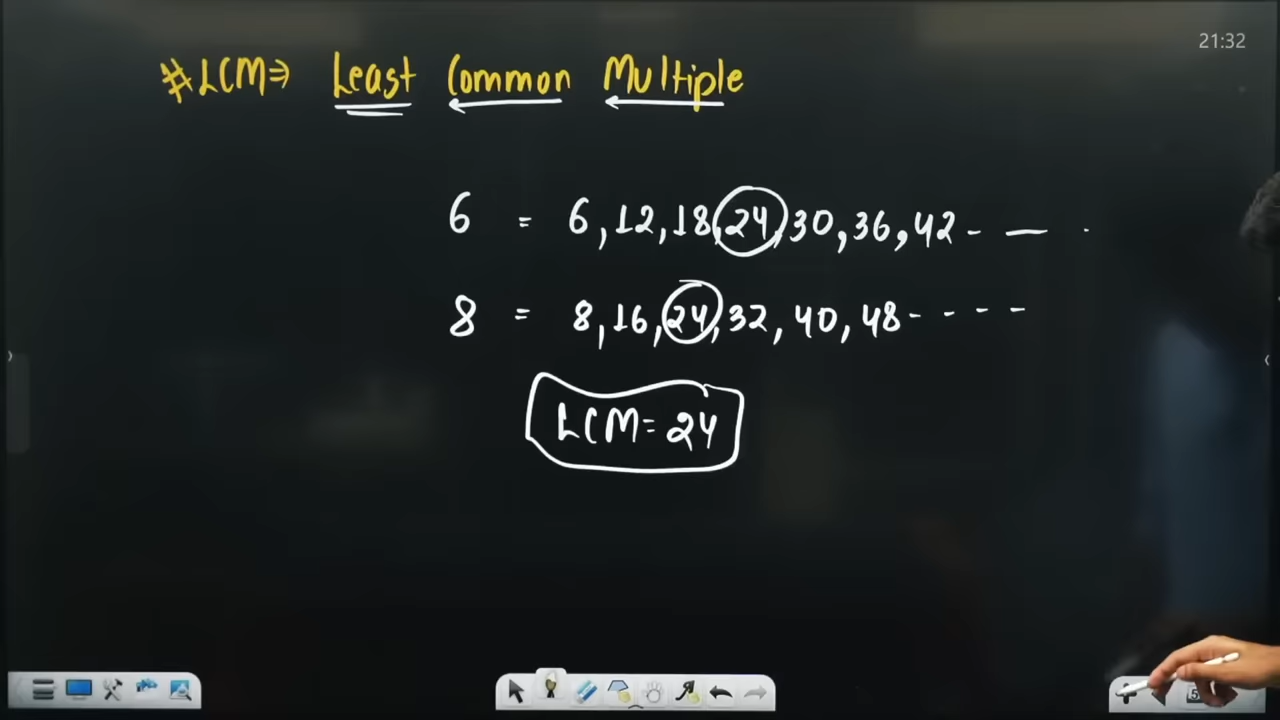 21:32
#LCM⇒ Least Common Multiple
6 = 6, 12, 18, 24, 30, 36, 42 - — .
8 = 8, 16, 24, 32, 40, 48 - - - -
LCM = 24